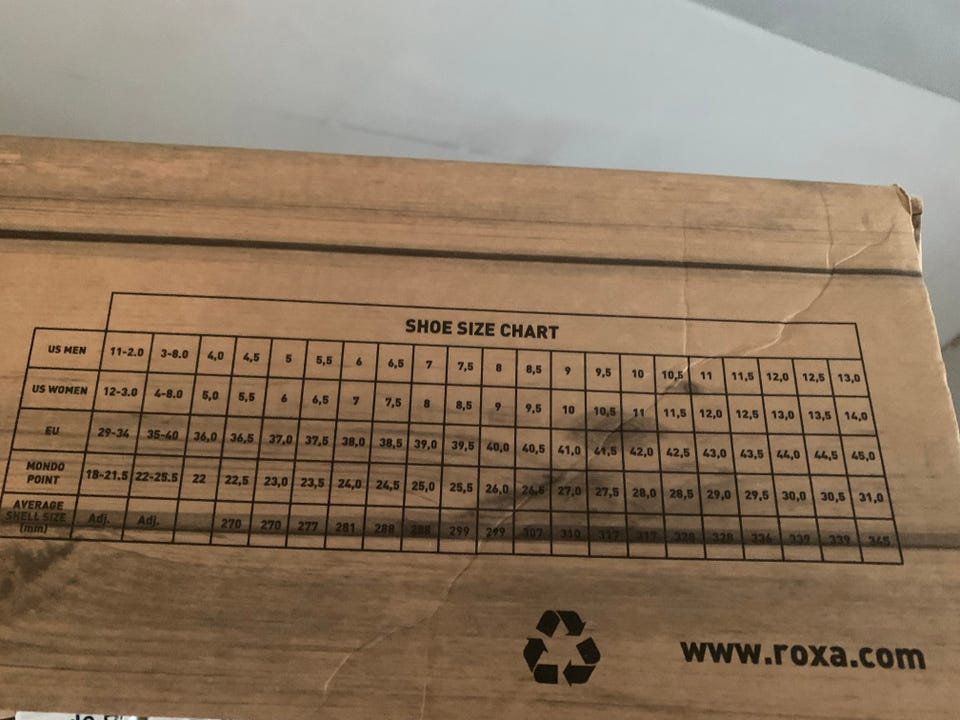 SHOE SIZE CHART
US MEN 11-2.0 3-8.0 4,0 4,5 5 5,5 6 6,5 7 7,5 8 8,5 9 9,5 10 10,5 11 11,5 12,0 12,5 13,0
US WOMEN 12-3.0 4-8.0 5,0 5,5 6 6,5 7 7,5 8 8,5 9 9,5 10 10,5 11 11,5 12,0 12,5 13,0 13,5 14,0
EU 29-34 35-40 36,0 36,5 37,0 37,5 38,0 38,5 39,0 39,5 40,0 40,5 41,0 41,5 42,0 42,5 43,0 43,5 44,0 44,5 45,0
MONDO
POINT 18-21.5 22-25.5 22 22,5 23,0 23,5 24,0 24,5 25,0 25,5 26,0 26,5 27,0 27,5 28,0 28,5 29,0 29,5 30,0 30,5 31,0
AVERAGE
SHELL SIZE
(mm) Adj. Adj. 270 270 277 281 288 288 299 299 307 310 317 317 328 328 336 339 339 345
www.roxa.com